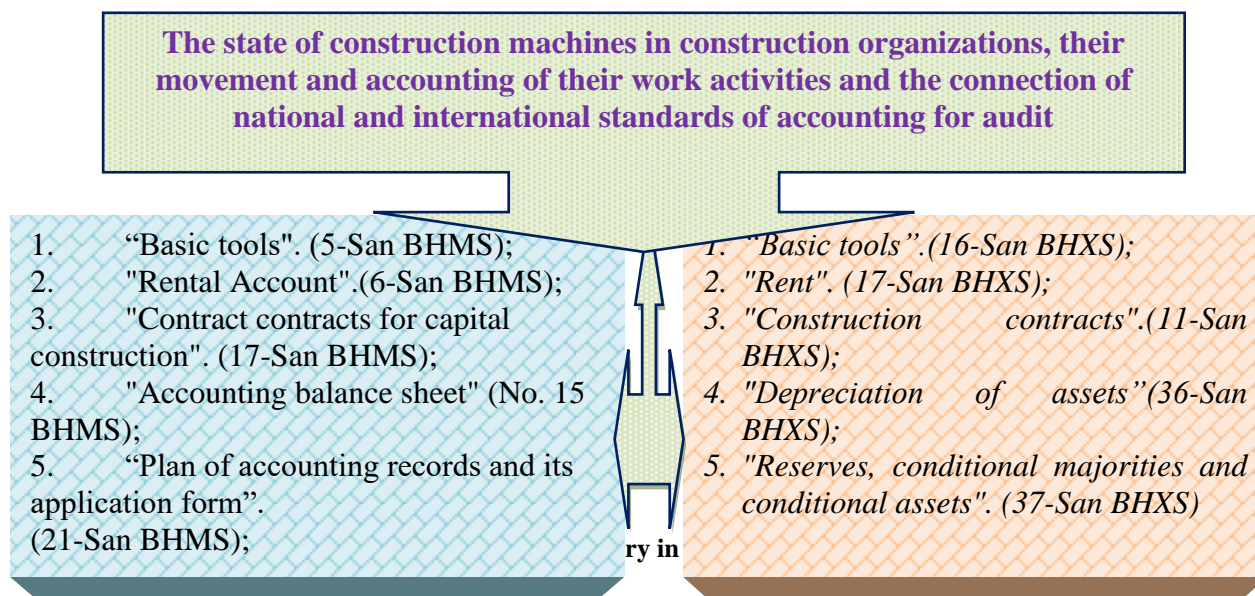 The state of construction machines in construction organizations, their
movement and accounting of their work activities and the connection of
national and international standards of accounting for audit
1. “Basic tools". (5-San BHMS);
2. "Rental Account".(6-San BHMS);
3. "Contract contracts for capital
construction". (17-San BHMS);
4. "Accounting balance sheet" (No. 15
BHMS);
5. “Plan of accounting records and its
application form”.
(21-San BHMS);
1. “Basic tools”.(16-San BHXS);
2. "Rent". (17-San BHXS);
3. "Construction contracts".(11-San
BHXS);
4. "Depreciation of assets”(36-San
BHXS);
5. "Reserves, conditional majorities and
conditional assets". (37-San BHXS)
ry in